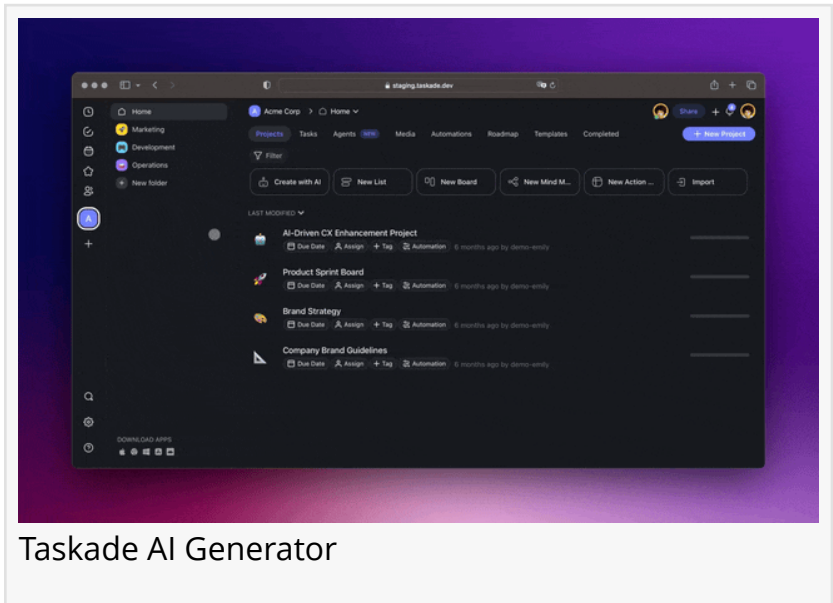 staging.taskade.dev
Home
Marketing
Development
Operations
New folder
DOWNLOAD APPS
A
A Acme Corp > Home
Share
Projects Tasks Agents NEW Media Automations Roadmap Templates Completed
+ New Project
Filter
Create with AI New List New Board New Mind M... New Action ... Import
LAST MODIFIED
AI-Driven CX Enhancement Project
Due Date Assign + Tag Automation 6 months ago by demo-emily
Product Sprint Board
Due Date Assign + Tag Automation 6 months ago by demo-emily
Brand Strategy
Due Date Assign + Tag Automation 6 months ago by demo-emily
Company Brand Guidelines
Due Date Assign + Tag Automation 6 months ago by demo-emily
Taskade AI Generator